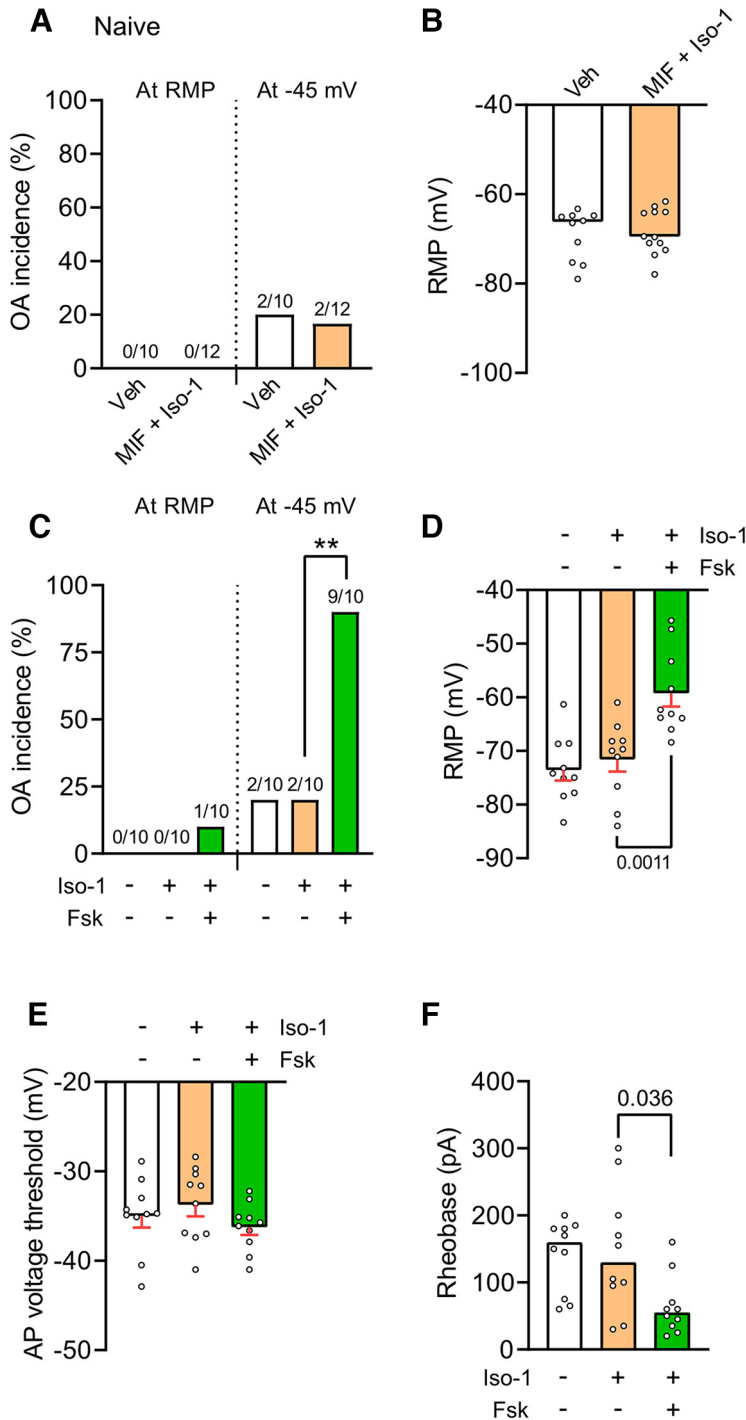 A Naive
At RMP At -45 mV
OA incidence (%)
100
80
60
40
20
0
0/10 0/12 2/10 2/12
Veh MIF + Iso-1 Veh MIF + Iso-1
B
Veh MIF + Iso-1
RMP (mV)
-40
-60
-80
-100
C
At RMP At -45 mV
**
OA incidence (%)
100
75
50
25
0
0/10 0/10 1/10 2/10 2/10 9/10
Iso-1 - + + - + +
Fsk - - + - - +
D
- + + Iso-1
- - + Fsk
RMP (mV)
-40
-50
-60
-70
-80
-90
0.0011
E
- + + Iso-1
- - + Fsk
AP voltage threshold (mV)
-20
-30
-40
-50
F
0.036
Rheobase (pA)
400
300
200
100
0
Iso-1 - + +
Fsk - - +